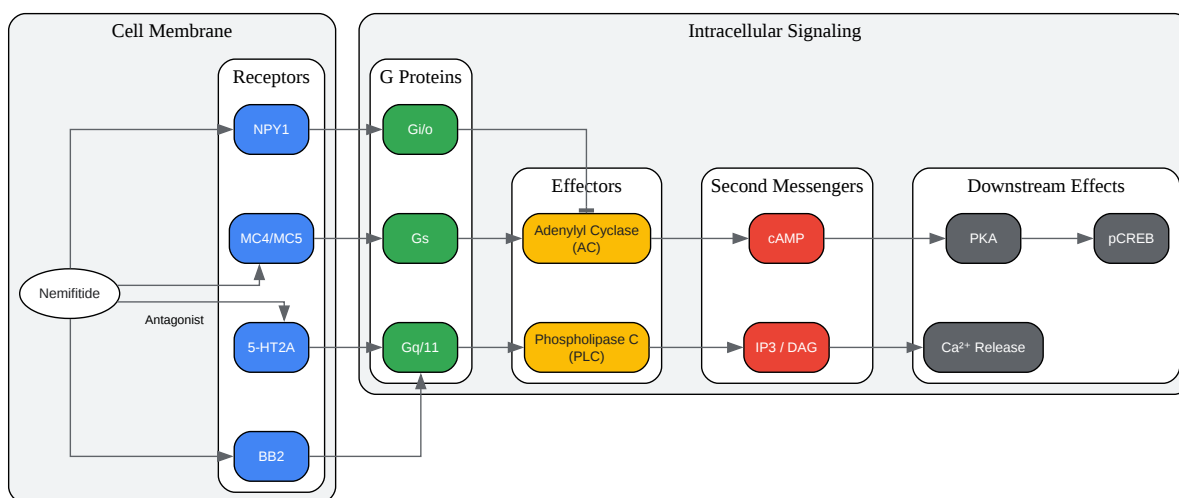 Cell Membrane
Intracellular Signaling
Receptors
G Proteins
NPY1
Gi/o
Effectors
Second Messengers
Downstream Effects
MC4/MC5
Gs
Adenylyl Cyclase
(AC)
cAMP
PKA
pCREB
Nemifitide
Antagonist
5-HT2A
Gq/11
Phospholipase C
(PLC)
IP3 / DAG
Ca²⁺ Release
BB2